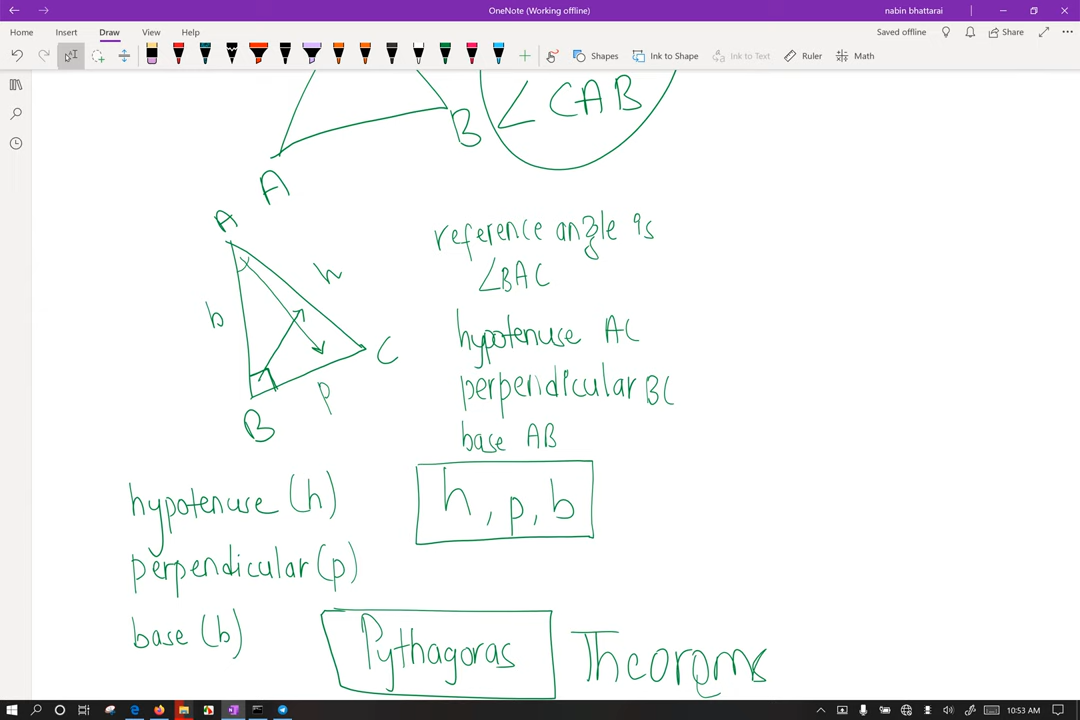 OneNote (Working offline)
nabin bhattarai
Home Insert Draw View Help
Saved offline
Share
Shapes
Ink to Shape
Ink to Text
Ruler
Math
∠CAB
B
A
A
h
b
C
p
B
reference angle is
∠BAC
hypotenuse AC
perpendicular BC
base AB
h, p, b
hypotenuse (h)
perpendicular (p)
base (b)
Pythagoras Theorems
10:53 AM